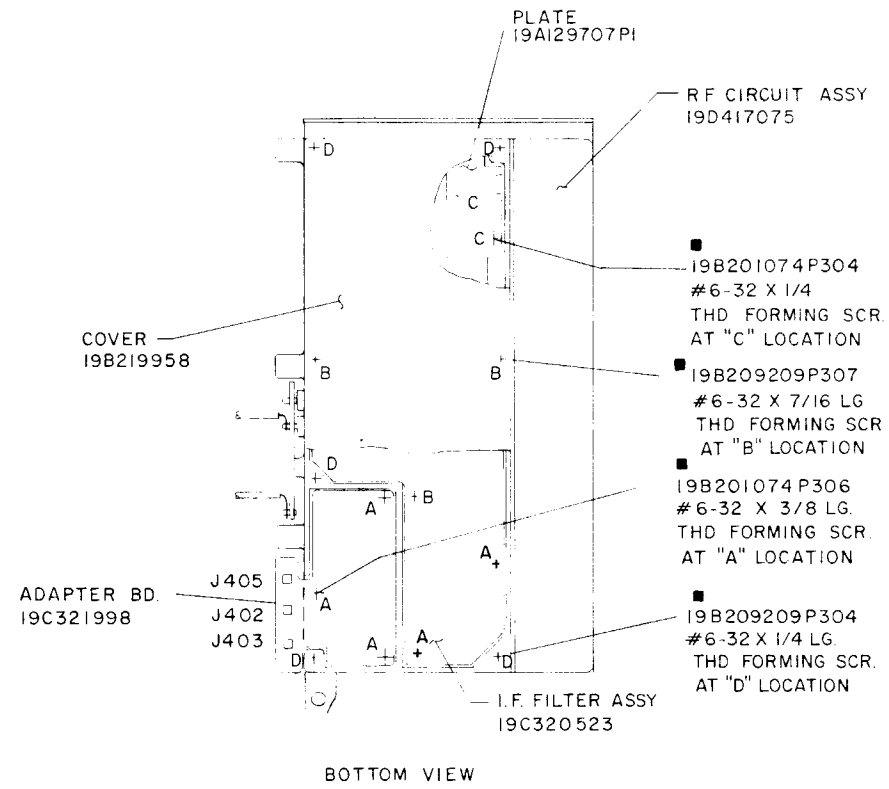 PLATE
19A129707P1
RF CIRCUIT ASSY
19D417075
D
D
R
C
C
■
19B201074P304
#6-32 X 1/4
THD FORMING SCR.
AT "C" LOCATION
COVER
19B219958
B
B
■ 19B209209P307
#6-32 X 7/16 LG
THD FORMING SCR
AT "B" LOCATION
D
A
B
■
19B201074P306
#6-32 X 3/8 LG.
THD FORMING SCR.
AT "A" LOCATION
A
ADAPTER BD.
19C321998
J405
J402
J403
A
D
A
A
D
■
19B209209P304
#6-32 X 1/4 LG.
THD FORMING SCR.
AT "D" LOCATION
I.F. FILTER ASSY
19C320523
BOTTOM VIEW